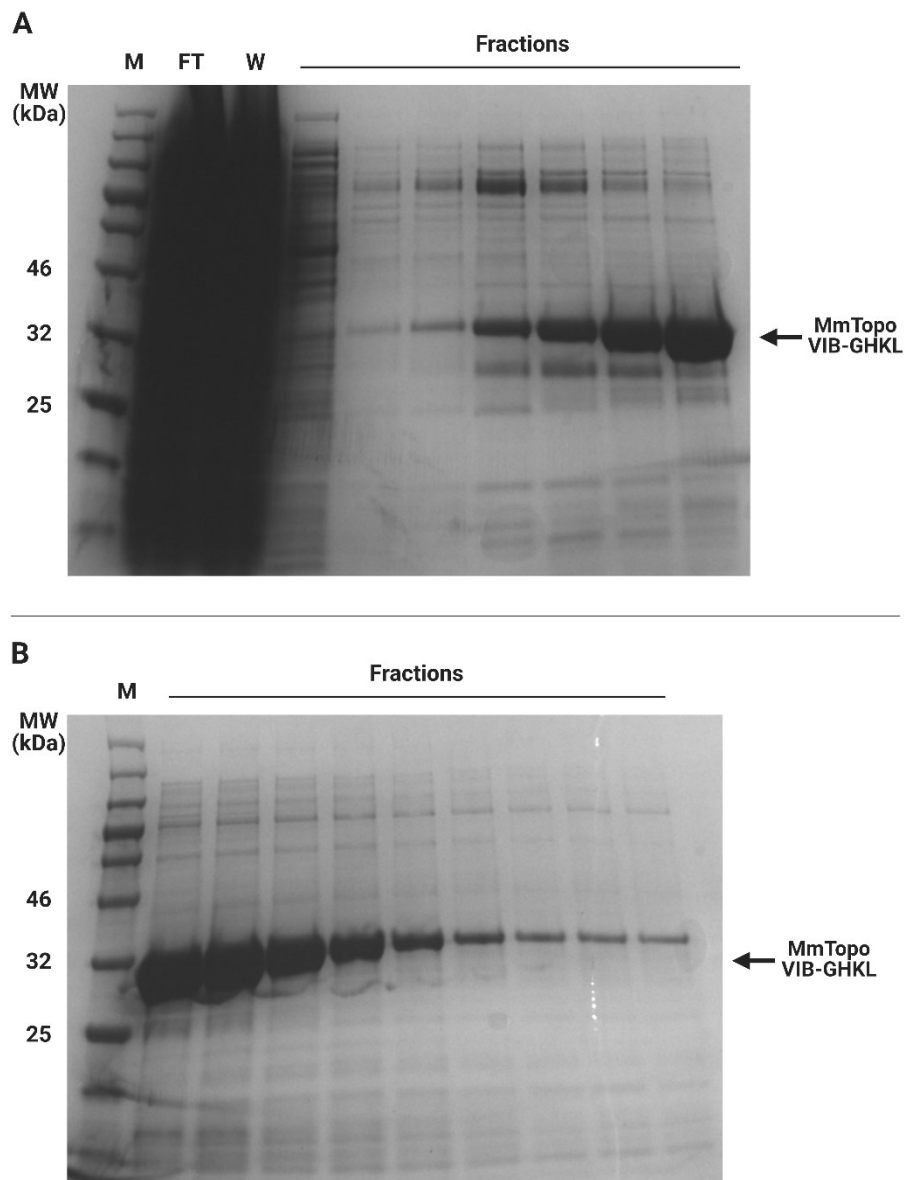 A
Fractions
M FT W
MW
(kDa)
46
32
25
MmTopo
VIB-GHKL
B
Fractions
M
MW
(kDa)
46
32
25
MmTopo
VIB-GHKL